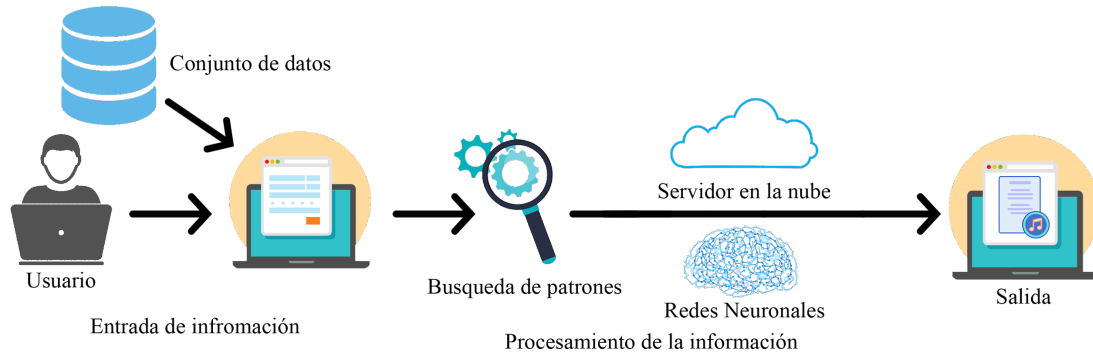 Conjunto de datos
Usuario
Entrada de infromación
Busqueda de patrones
Servidor en la nube
Redes Neuronales
Procesamiento de la información
Salida